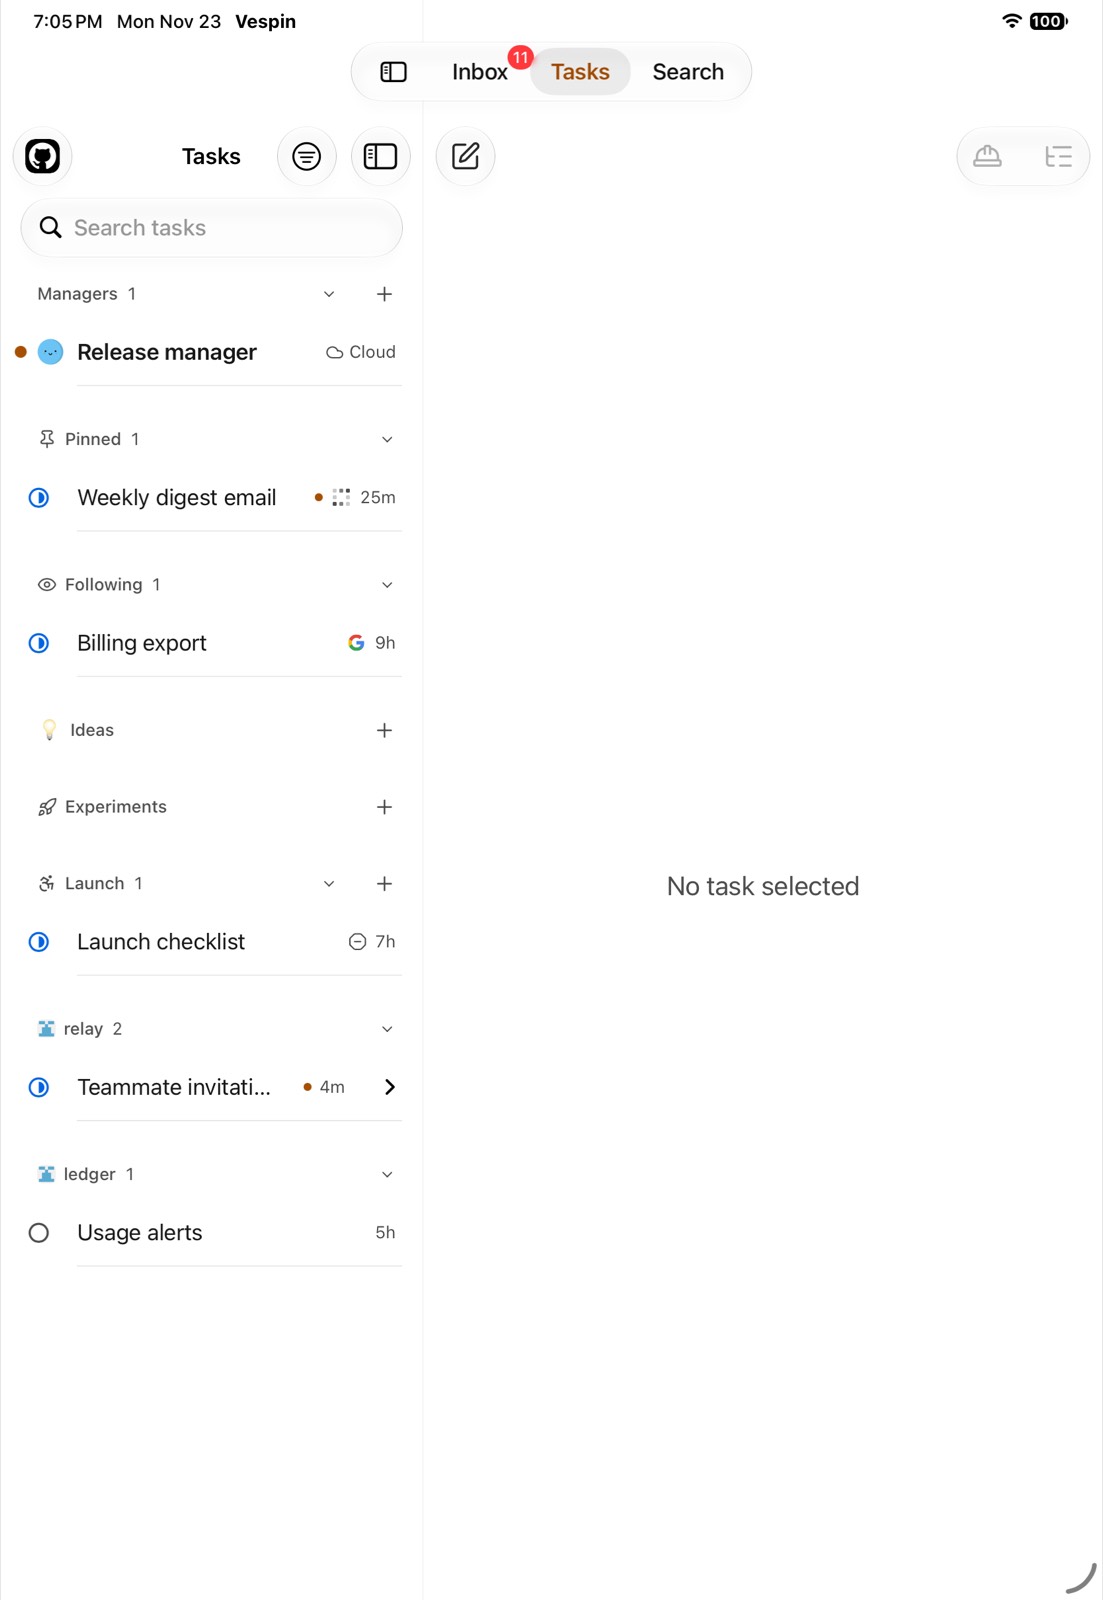 7:05 PM Mon Nov 23 Vespin
100
Inbox
11
Tasks
Search
Tasks
Search tasks
Managers 1
Release manager
Cloud
Pinned 1
Weekly digest email
25m
Following 1
Billing export
9h
Ideas
Experiments
Launch 1
Launch checklist
7h
No task selected
relay 2
Teammate invitati...
4m
ledger 1
Usage alerts
5h